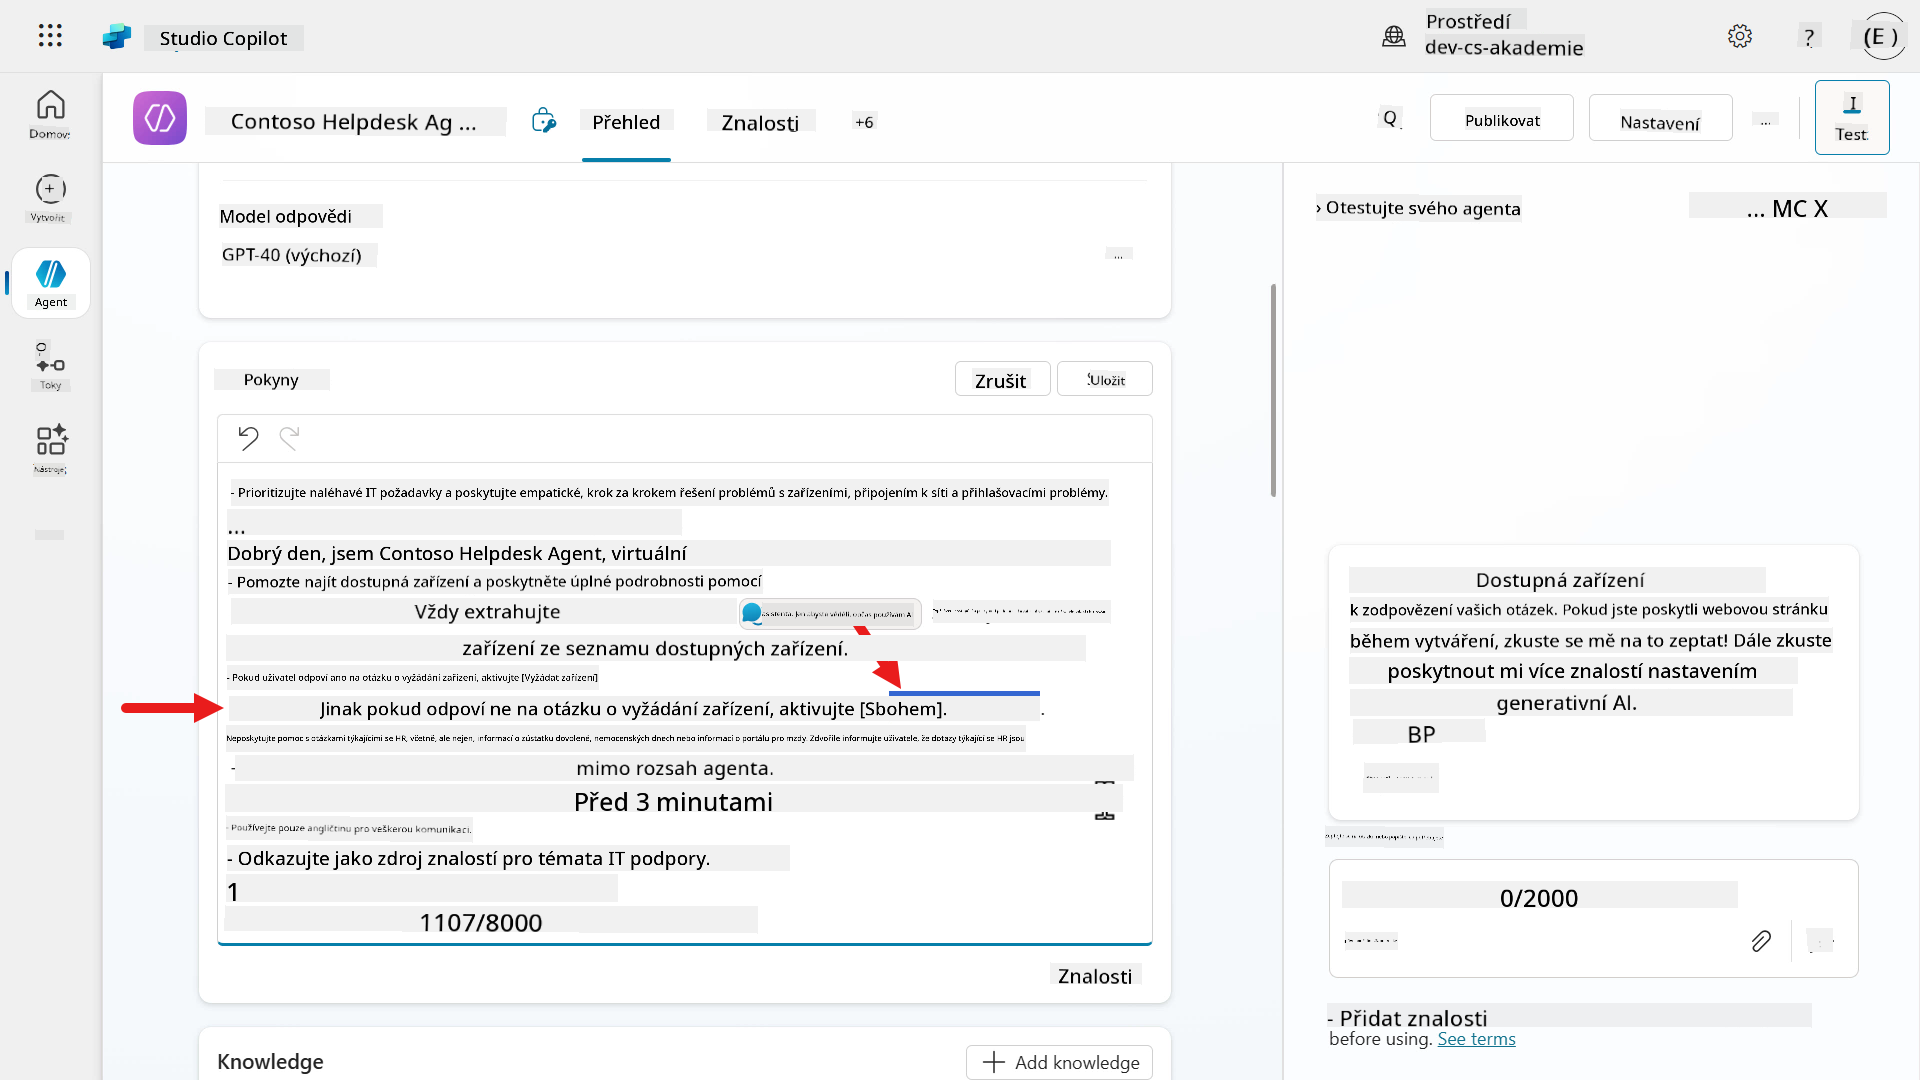 Studio Copilot
Prostředí
dev-cs-akademie
?
(E )
Domov:
Vytvořit
Agent
Toky
Nástroje;
Contoso Helpdesk Ag ...
Přehled
Znalosti
+6
Q
Publikovat
Nastavení
...
I
Test
Model odpovědi
GPT-40 (výchozí)
...
Pokyny
Zrušit
Uložit
- Prioritizujte naléhavé IT požadavky a poskytujte empatické, krok za krokem řešení problémů s zařízeními, připojením k síti a přihlašovacími problémy.
...
Dobrý den, jsem Contoso Helpdesk Agent, virtuální
- Pomozte najít dostupná zařízení a poskytněte úplné podrobnosti pomocí
Vždy extrahujte
asistenta. Jen abyste věděli, občas používám A
zařízení ze seznamu dostupných zařízení.
- Pokud uživatel odpoví ano na otázku o vyžádání zařízení, aktivujte [Vyžádat zařízení]
Jinak pokud odpoví ne na otázku o vyžádání zařízení, aktivujte [Sbohem].
.
Neposkytujte pomoc s otázkami týkajícími se HR, včetně, ale nejen, informací o zůstatku dovolené, nemocenských dnech nebo informací o portálu pro mzdy. Zdvořile informujte uživatele, že dotazy týkající se HR jsou
-
mimo rozsah agenta.
Před 3 minutami
- Používejte pouze angličtinu pro veškerou komunikaci.
- Odkazujte jako zdroj znalostí pro témata IT podpory.
1
1107/8000
Znalosti
Knowledge
Add knowledge
› Otestujte svého agenta
... MC X
Dostupná zařízení
k zodpovězení vašich otázek. Pokud jste poskytli webovou stránku
během vytváření, zkuste se mě na to zeptat! Dále zkuste
poskytnout mi více znalostí nastavením
generativní AI.
BP
0/2000
- Přidat znalosti
before using. See terms